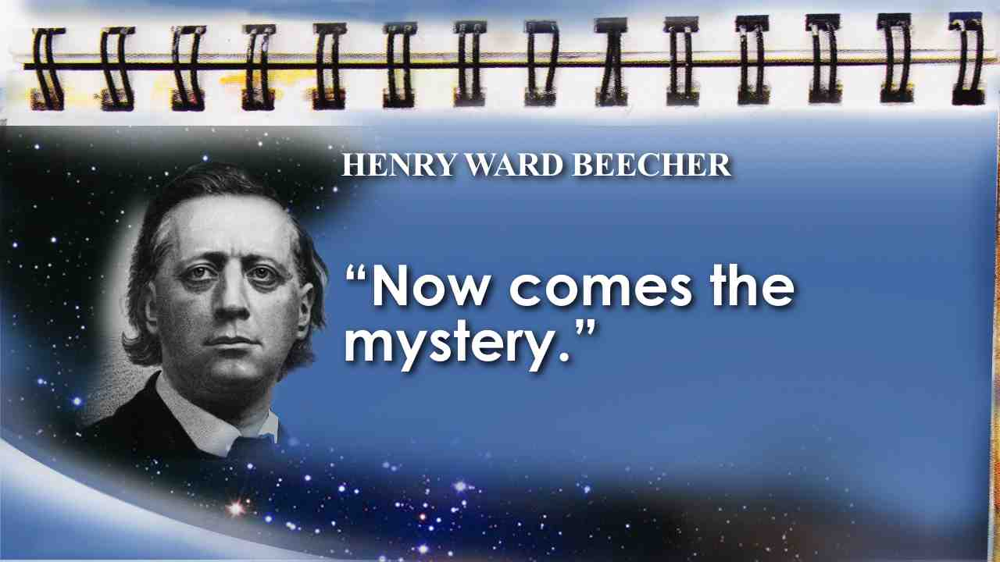 HENRY WARD BEECHER
“Now comes the
mystery.”